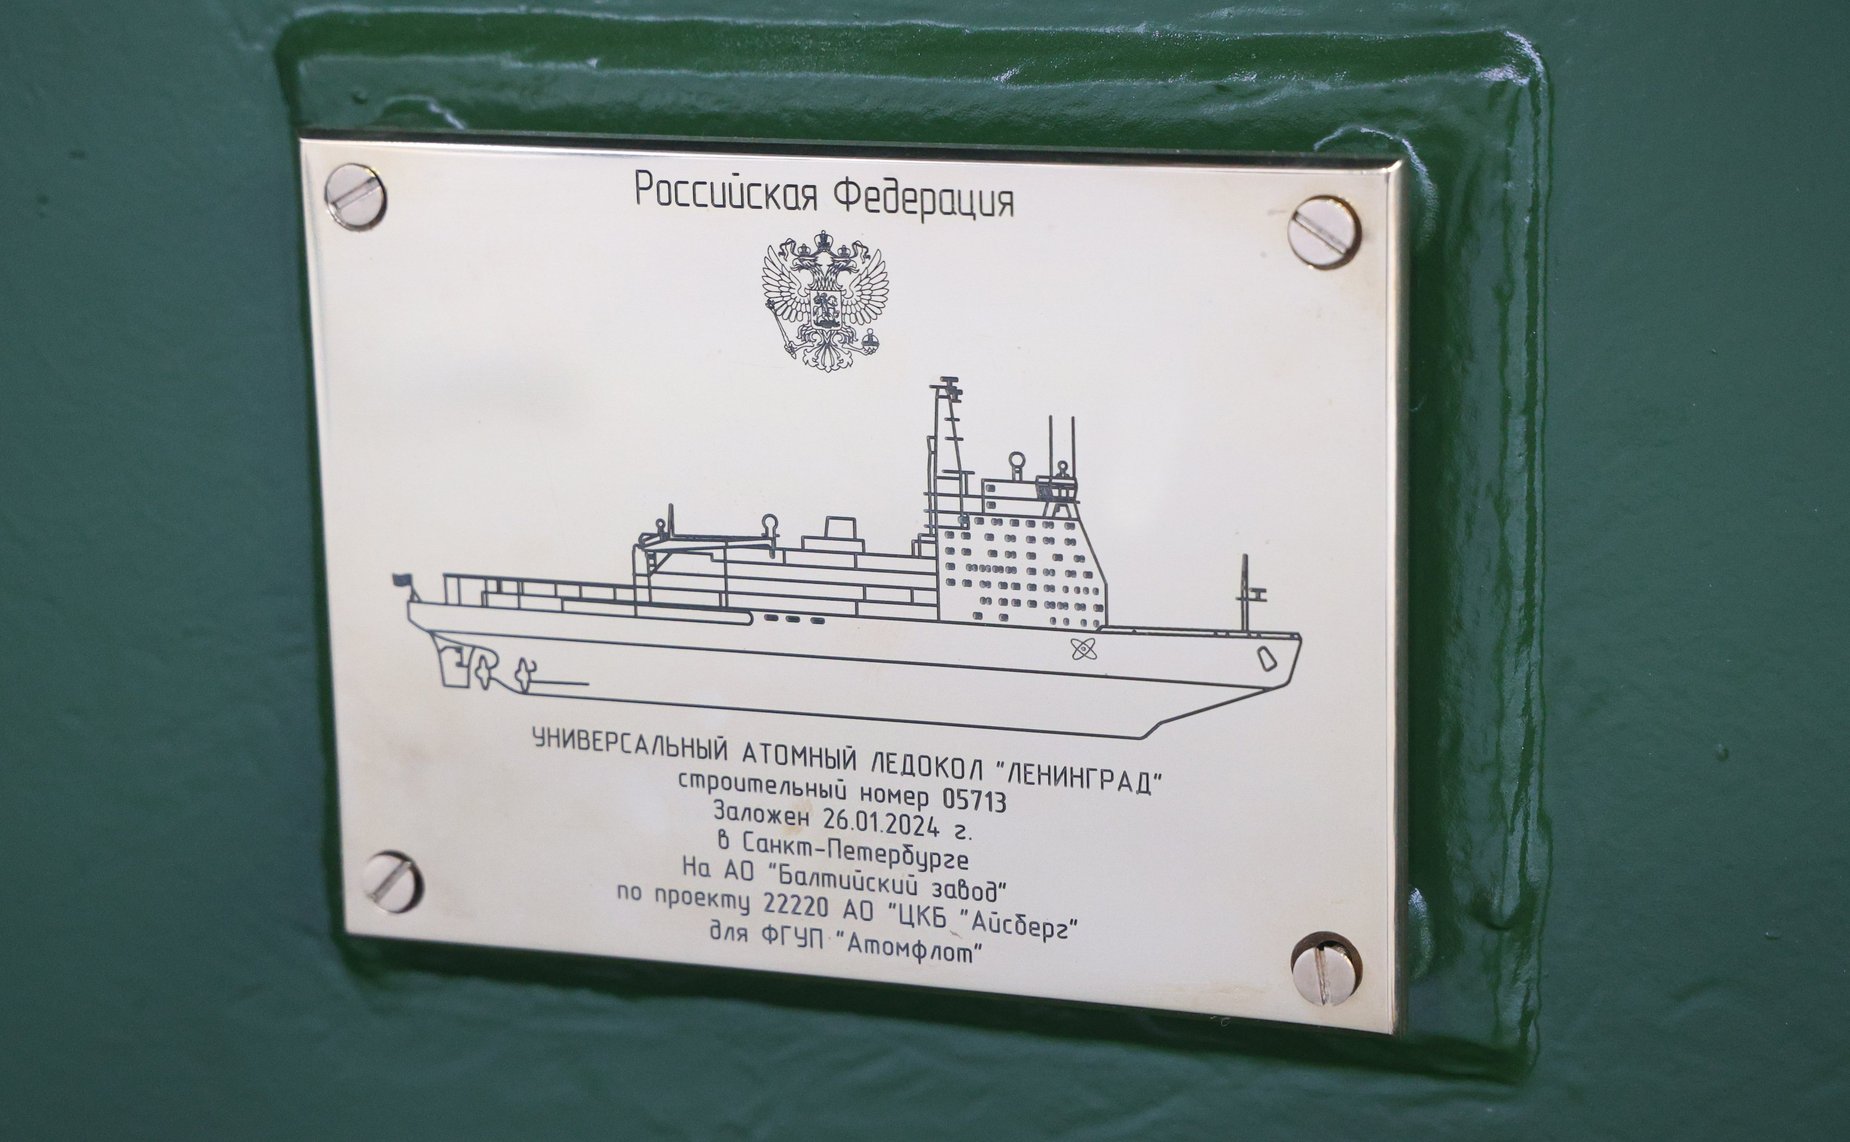 Российская Федерация
УНИВЕРСАЛЬНЫЙ АТОМНЫЙ ЛЕДОКОЛ "ЛЕНИНГРАД"
строительный номер 05713
Заложен 26.01.2024 г.
в Санкт-Петербурге
На АО "Балтийский завод"
по проекту 22220 АО "ЦКБ "Айсберг"
для ФГУП "Атомфлот"